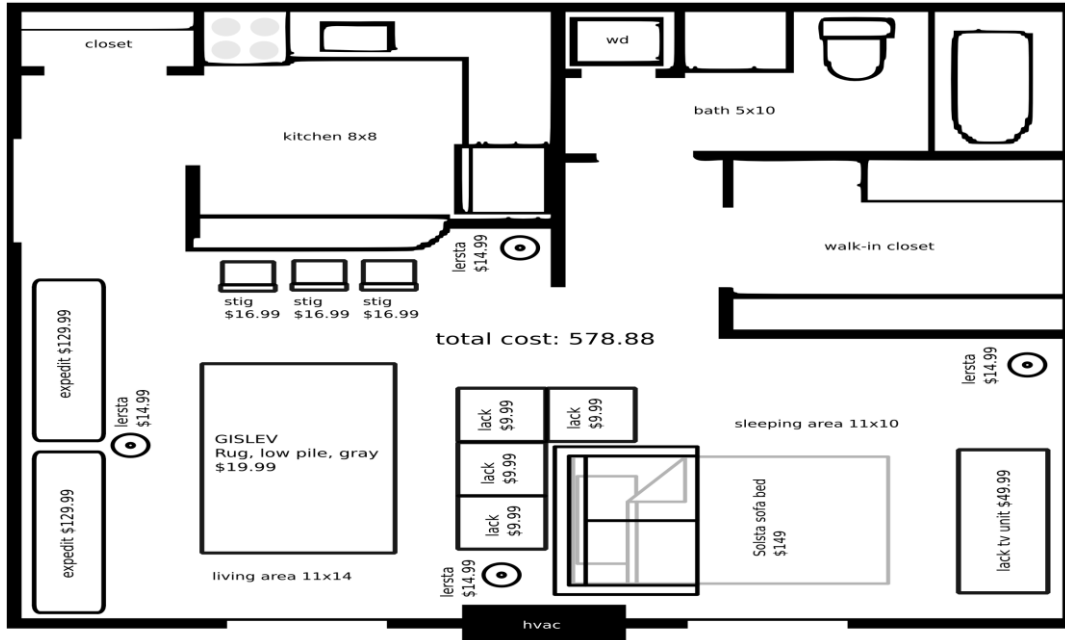 closet
wd
bath 5x10
kitchen 8x8
walk-in closet
lersta
$14.99
stig
$16.99
stig
$16.99
stig
$16.99
total cost: 578.88
expedit $129.99
lersta
$14.99
lersta
$14.99
lack
$9.99
lack
$9.99
sleeping area 11x10
GISLEV
Rug, low pile, gray
$19.99
lack
$9.99
expedit $129.99
lack
$9.99
Solsta sofa bed
$149
lack tv unit $49.99
living area 11x14
lersta
$14.99
hvac